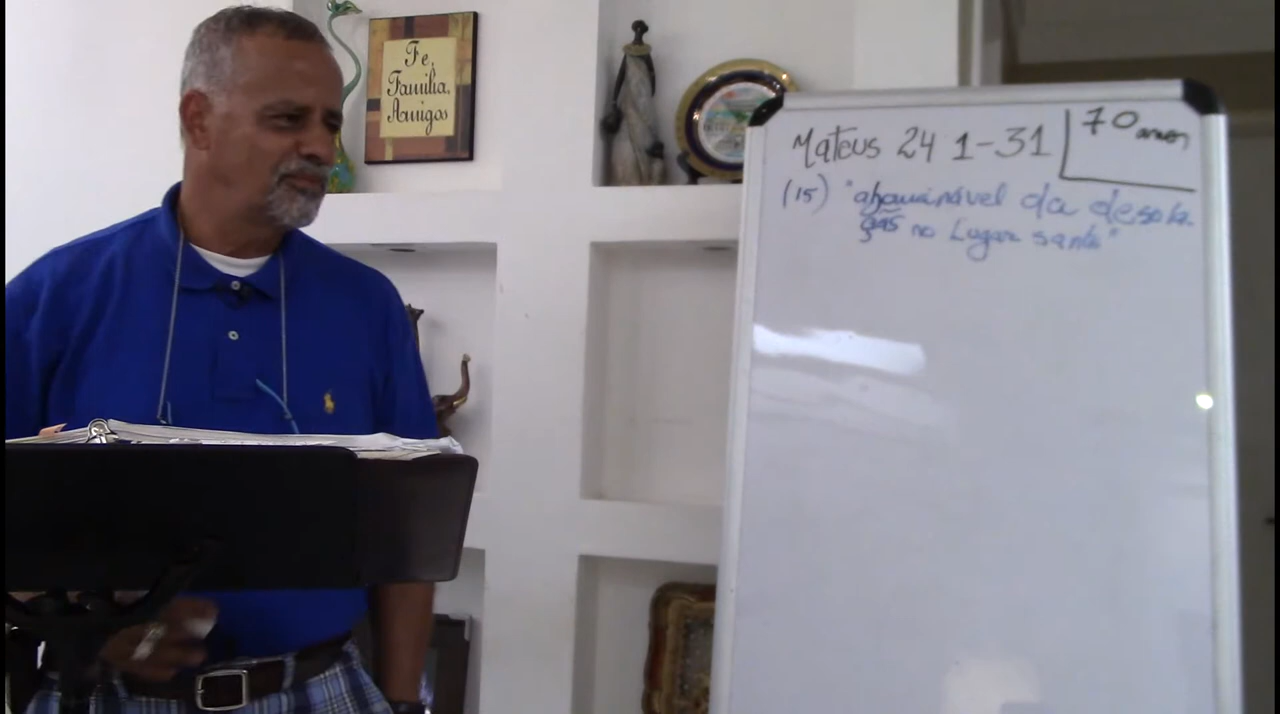 Fe,
Familia,
Amigos
Mateus 24 1-31
70 anos
(15) "abominável da desola-
ção no Lugar santo"